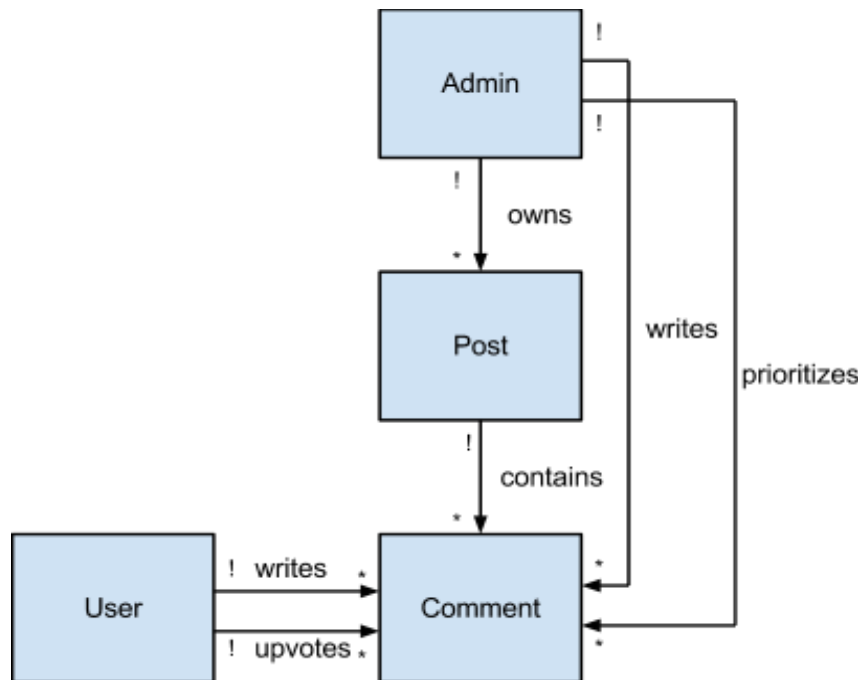 !
Admin
!
!
owns
*
Post
writes
prioritizes
!
contains
*
! writes *
*
User
Comment
! upvotes *
*